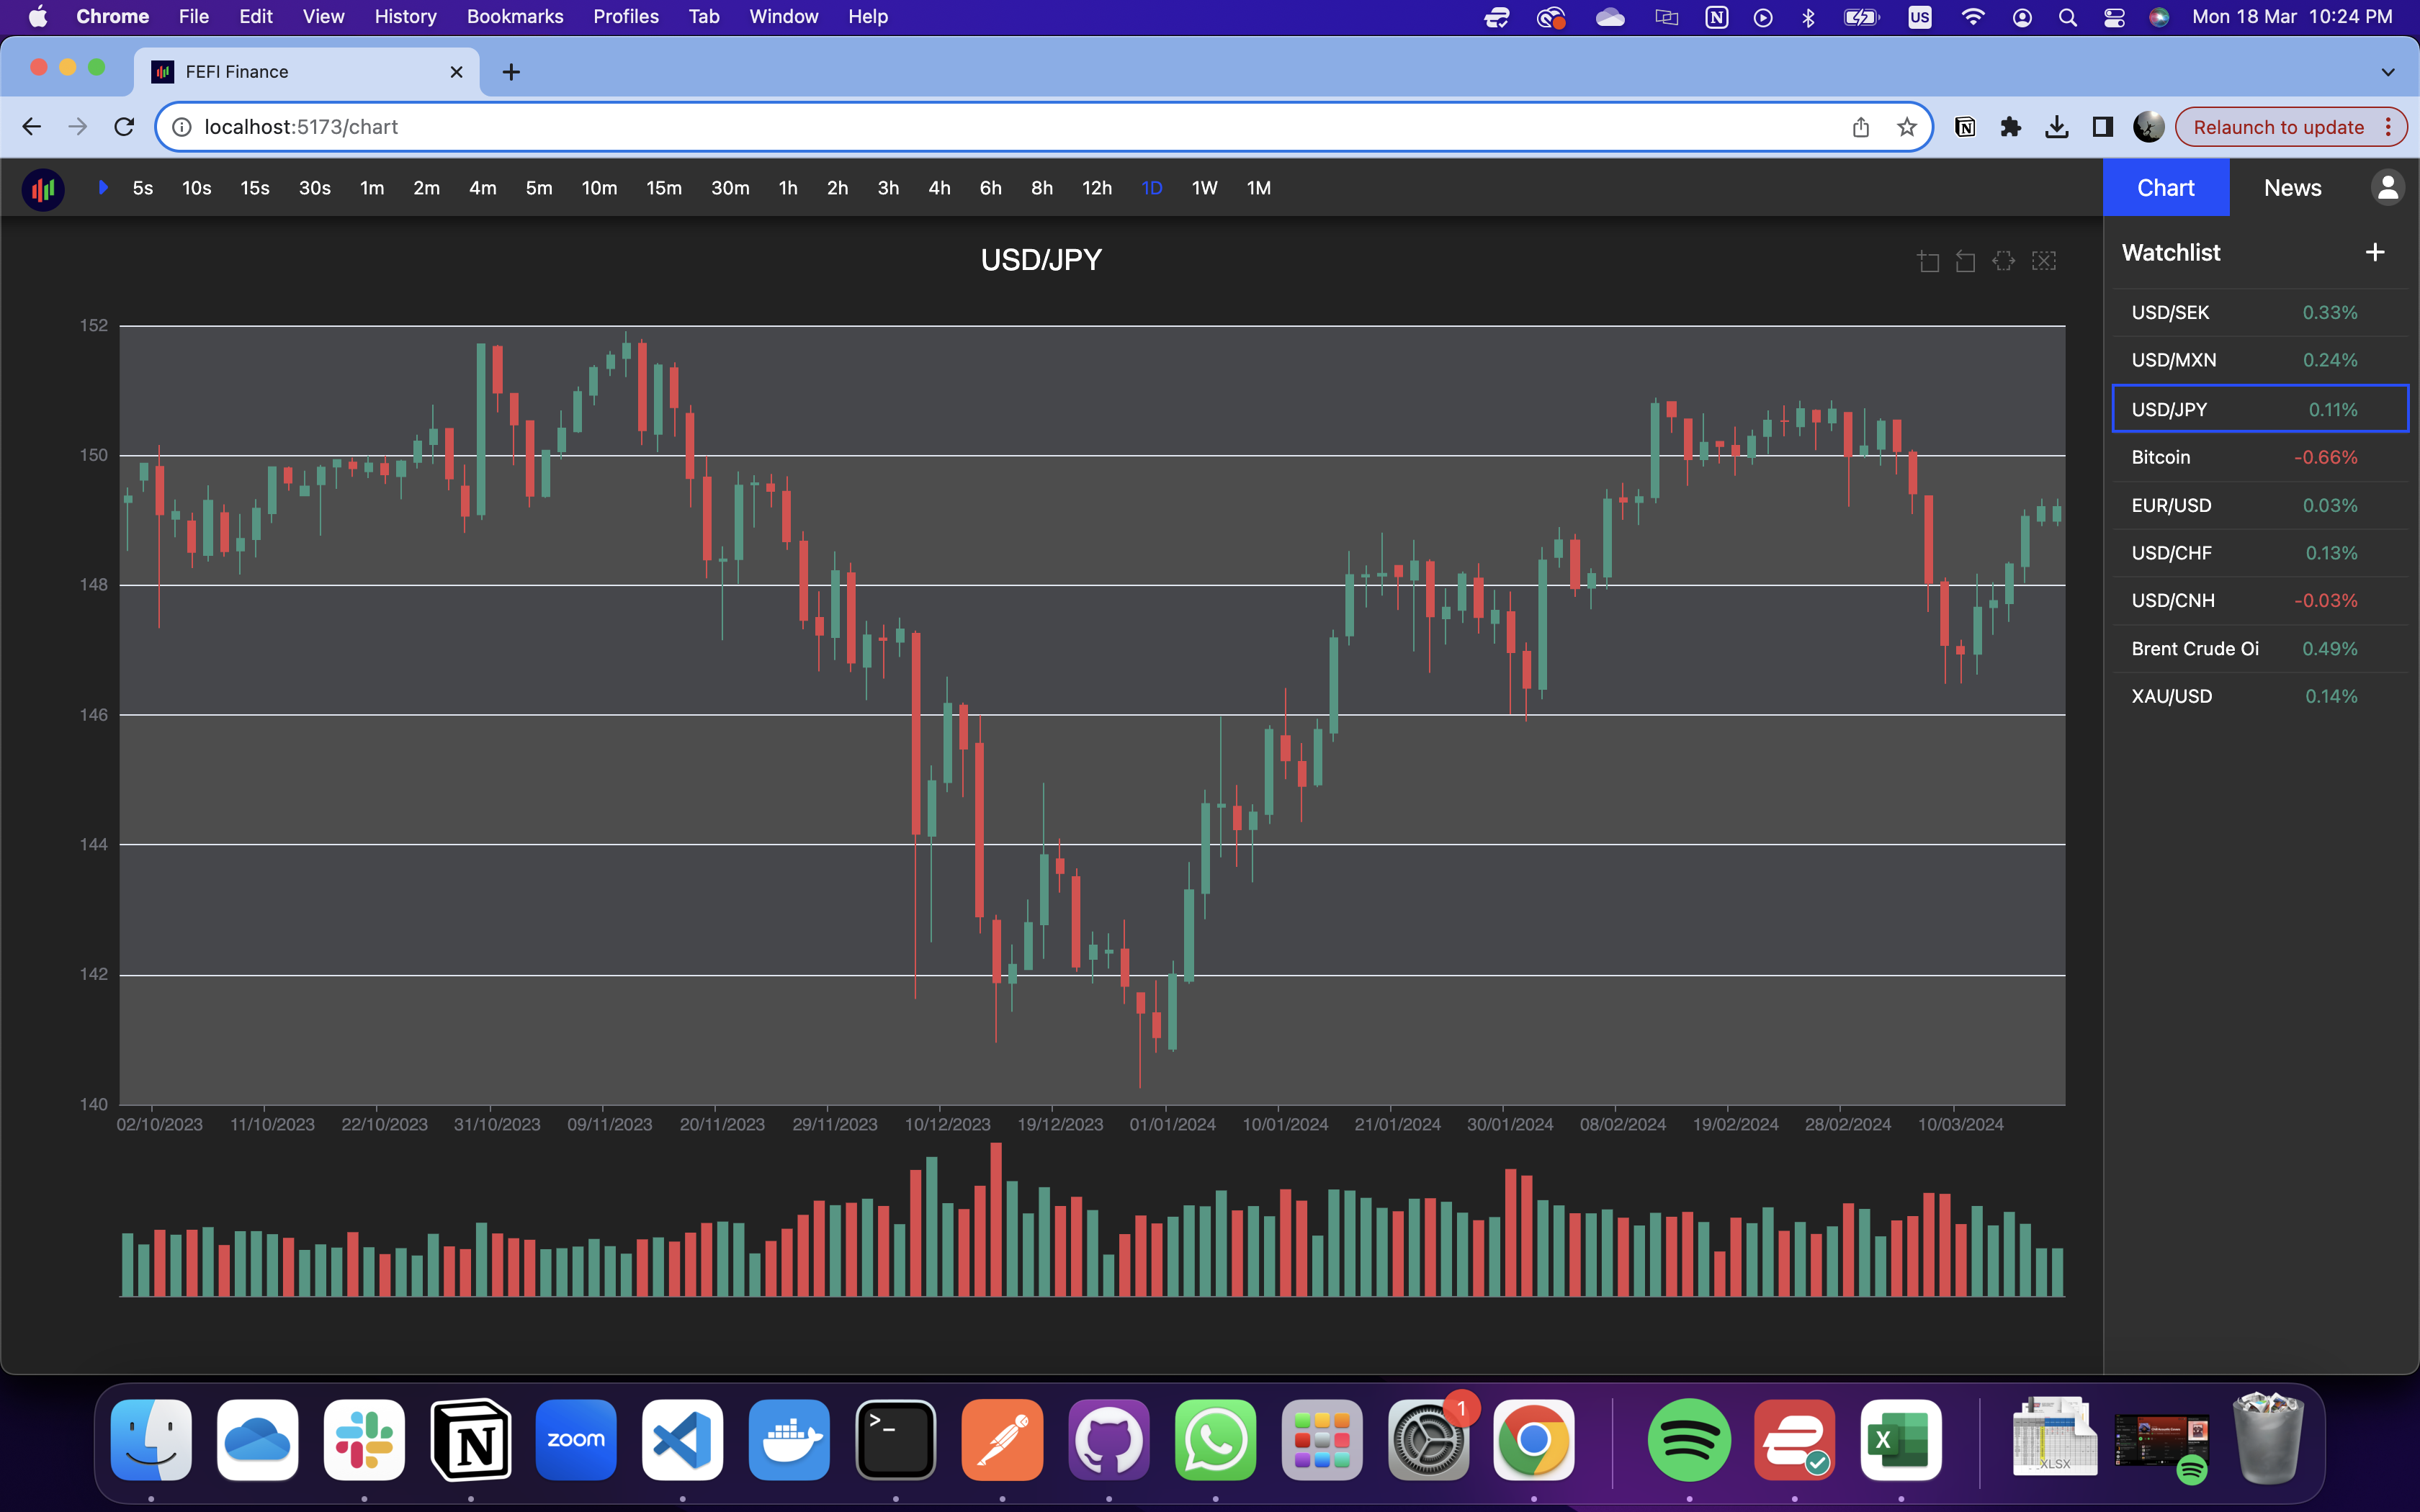 Chrome File Edit View History Bookmarks Profiles Tab Window Help US Mon 18 Mar 10:24 PM
FEFI Finance
localhost:5173/chart Relaunch to update
5s 10s 15s 30s 1m 2m 4m 5m 10m 15m 30m 1h 2h 3h 4h 6h 8h 12h 1D 1W 1M Chart News
USD/JPY
Watchlist
USD/SEK 0.33%
USD/MXN 0.24%
USD/JPY 0.11%
Bitcoin -0.66%
EUR/USD 0.03%
USD/CHF 0.13%
USD/CNH -0.03%
Brent Crude Oi 0.49%
XAU/USD 0.14%
152
150
148
146
144
142
140
02/10/2023 11/10/2023 22/10/2023 31/10/2023 09/11/2023 20/11/2023 29/11/2023 10/12/2023 19/12/2023 01/01/2024 10/01/2024 21/01/2024 30/01/2024 08/02/2024 19/02/2024 28/02/2024 10/03/2024
zoom
1
XLSX